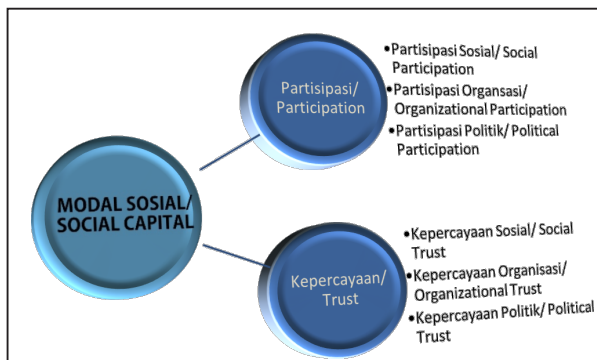 MODAL SOSIAL/
SOCIAL CAPITAL
Partisipasi/
Participation
•Partisipasi Sosial/ Social
Participation
•Partisipasi Organsasi/
Organizational Participation
•Partisipasi Politik/ Political
Participation
Kepercayaan/
Trust
•Kepercayaan Sosial/ Social
Trust
•Kepercayaan Organisasi/
Organizational Trust
•Kepercayaan Politik/ Political
Trust